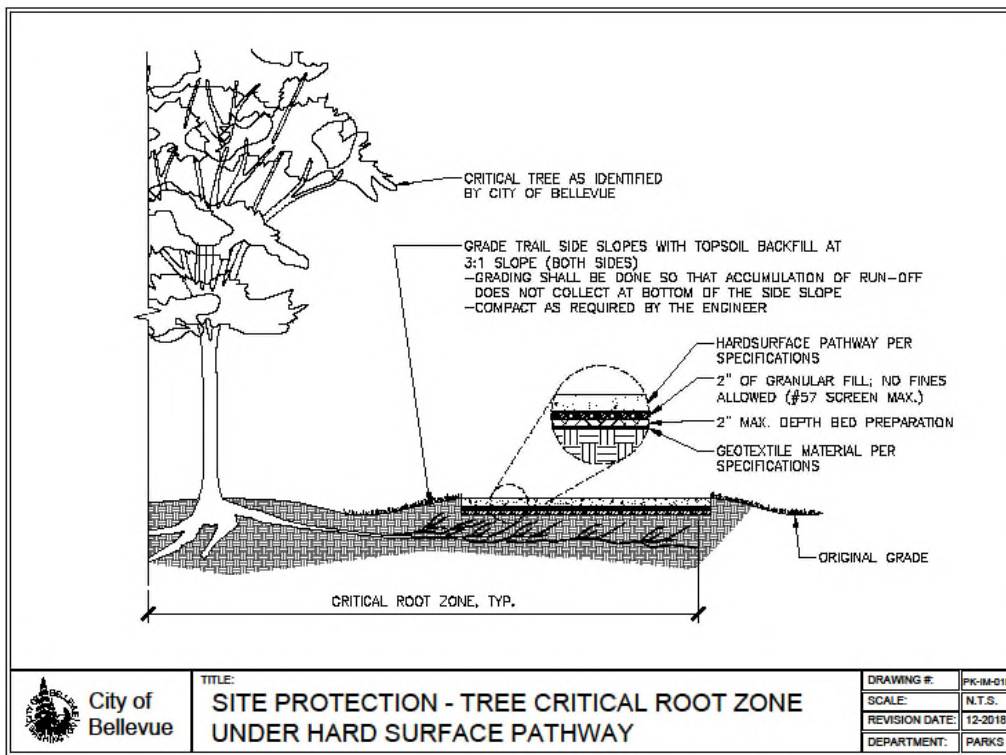 CRITICAL TREE AS IDENTIFIED
BY CITY OF BELLEVUE
GRADE TRAIL SIDE SLOPES WITH TOPSOIL BACKFILL AT
3:1 SLOPE (BOTH SIDES)
-GRADING SHALL BE DONE SO THAT ACCUMULATION OF RUN-OFF
DOES NOT COLLECT AT BOTTOM OF THE SIDE SLOPE
-COMPACT AS REQUIRED BY THE ENGINEER
HARDSURFACE PATHWAY PER
SPECIFICATIONS
2" OF GRANULAR FILL; NO FINES
ALLOWED (#57 SCREEN MAX.)
2" MAX. DEPTH BED PREPARATION
GEOTEXTILE MATERIAL PER
SPECIFICATIONS
ORIGINAL GRADE
CRITICAL ROOT ZONE, TYP.
City of
Bellevue
TITLE:
SITE PROTECTION - TREE CRITICAL ROOT ZONE
UNDER HARD SURFACE PATHWAY
DRAWING #:
SCALE: N.T.S.
REVISION DATE: 12-2018
DEPARTMENT: PARKS